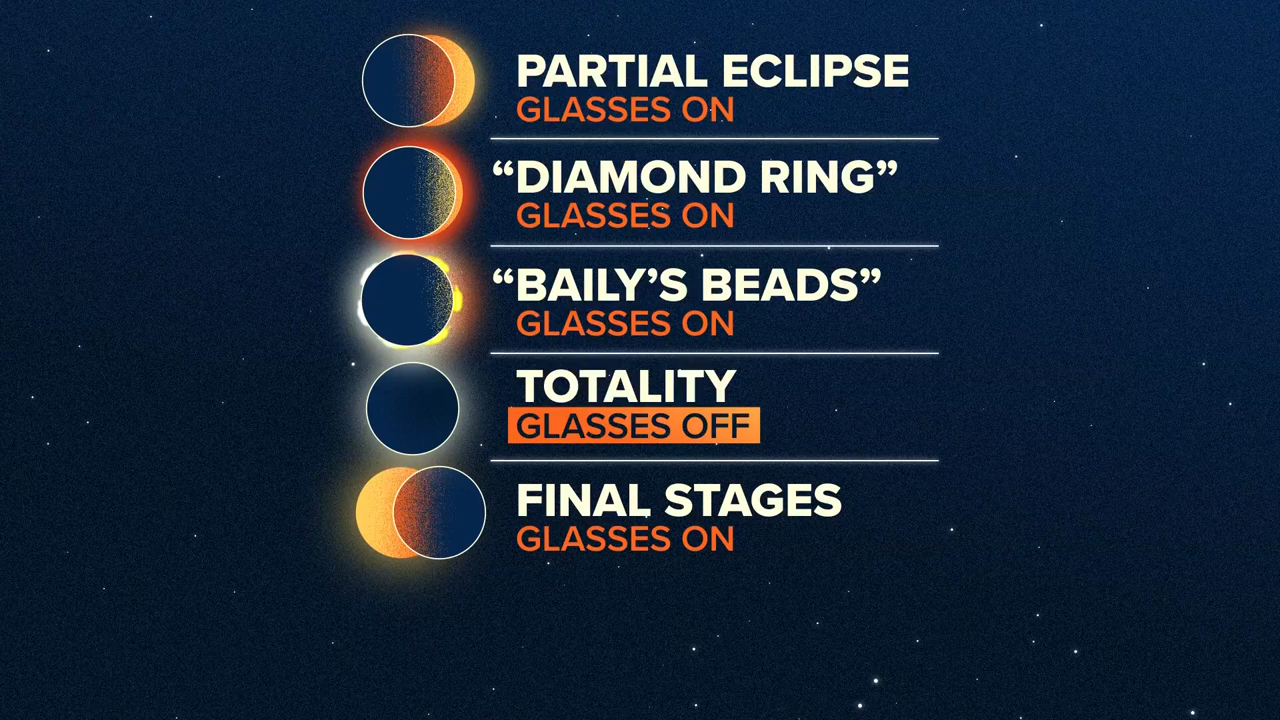 PARTIAL ECLIPSE
GLASSES ON
“DIAMOND RING”
GLASSES ON
“BAILY’S BEADS”
GLASSES ON
TOTALITY
GLASSES OFF
FINAL STAGES
GLASSES ON